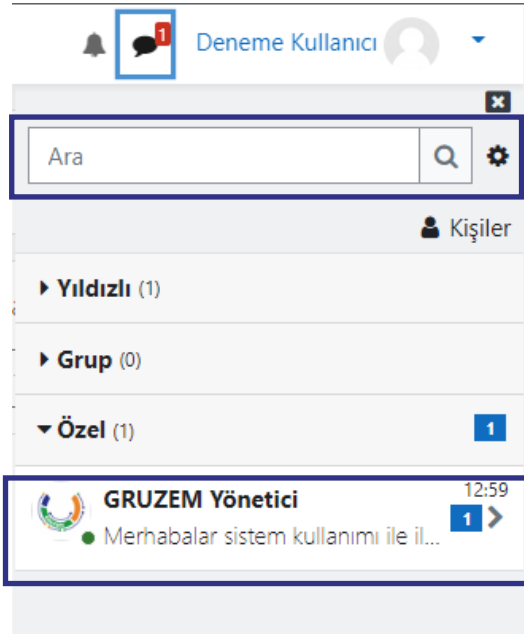 1
Deneme Kullanıcı
Ara
Kişiler
Yıldızlı (1)
Grup (0)
Özel (1) 1
GRUZEM Yönetici 12:59
Merhabalar sistem kullanımı ile il... 1